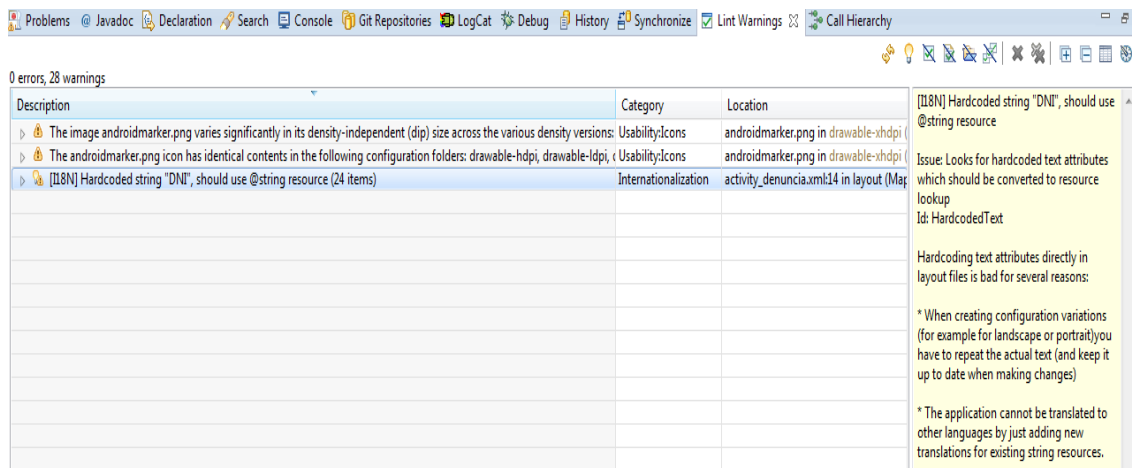 Problems @ Javadoc Declaration Search Console Git Repositories LogCat Debug History Synchronize Lint Warnings Call Hierarchy
0 errors, 28 warnings
Description Category Location
The image androidmarker.png varies significantly in its density-independent (dip) size across the various density versions: Usability:Icons androidmarker.png in drawable-xhdpi (
The androidmarker.png icon has identical contents in the following configuration folders: drawable-hdpi, drawable-ldpi, Usability:Icons androidmarker.png in drawable-xhdpi (
[I18N] Hardcoded string "DNI", should use @string resource (24 items) Internationalization activity_denuncia.xml:14 in layout (Map
[I18N] Hardcoded string "DNI", should use
@string resource
Issue: Looks for hardcoded text attributes
which should be converted to resource
lookup
Id: HardcodedText
Hardcoding text attributes directly in
layout files is bad for several reasons:
* When creating configuration variations
(for example for landscape or portrait)you
have to repeat the actual text (and keep it
up to date when making changes)
* The application cannot be translated to
other languages by just adding new
translations for existing string resources.